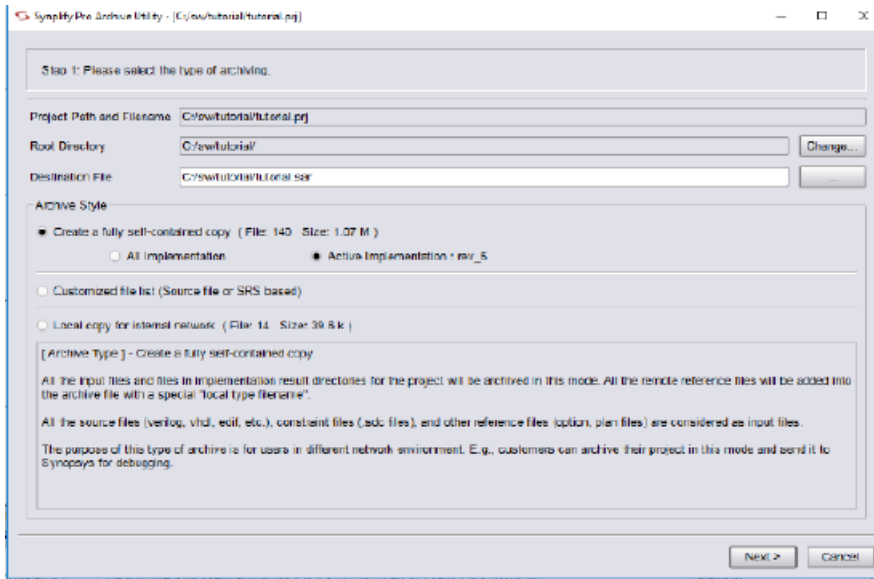 Synplify Pro Archive Utility - [C:/sw/tutorial/tutorial.prj]
Step 1: Please select the type of archiving.
Project Path and Filename C:/sw/tutorial/tutorial.prj
Root Directory C:/sw/tutorial/ Change...
Destination File C:/sw/tutorial/tutorial.sar ...
Archive Style
Create a fully self-contained copy ( File: 140 Size: 1.07 M )
All Implementation Active Implementation : rev_5
Customized file list (Source file or SRS based)
Local copy for internal network ( File: 14 Size: 39.6 k )
[ Archive Type ] - Create a fully self-contained copy
All the input files and files in implementation result directories for the project will be archived in this mode. All the remote reference files will be added into
the archive file with a special "local type filename".
All the source files (verilog, vhdl, edif, etc.), constraint files (.sdc files), and other reference files (option, plan files) are considered as input files.
The purpose of this type of archive is for users in different network environment. E.g., customers can archive their project in this mode and send it to
Synopsys for debugging.
Next > Cancel